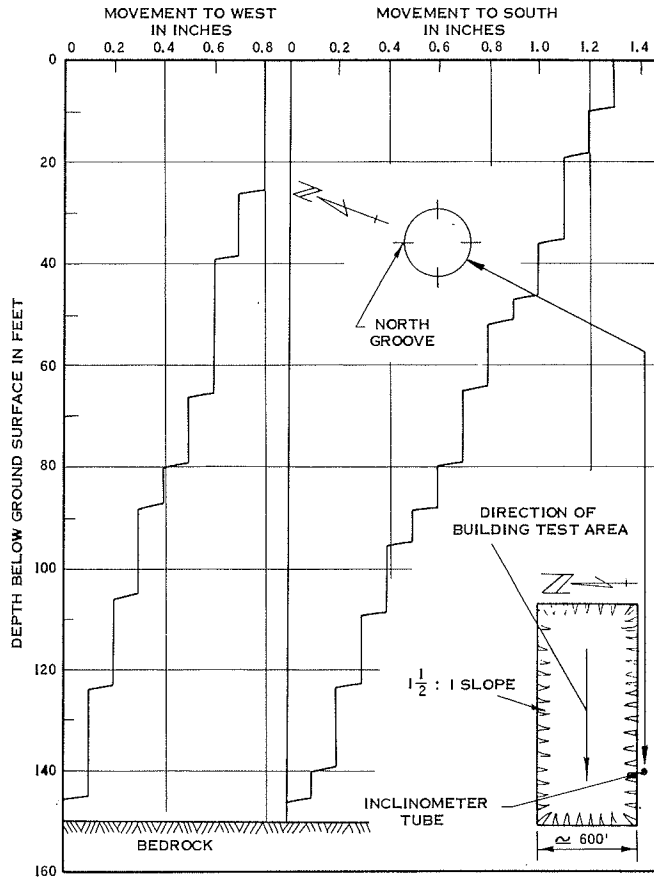 MOVEMENT TO WEST
IN INCHES
MOVEMENT TO SOUTH
IN INCHES
0 0.2 0.4 0.6 0.8 0 0.2 0.4 0.6 0.8 1.0 1.2 1.4
DEPTH BELOW GROUND SURFACE IN FEET
0
20
40
60
80
100
120
140
160
N
NORTH
GROOVE
DIRECTION OF
BUILDING TEST AREA
N
1 1/2 : 1 SLOPE
INCLINOMETER
TUBE
≃ 600'
BEDROCK